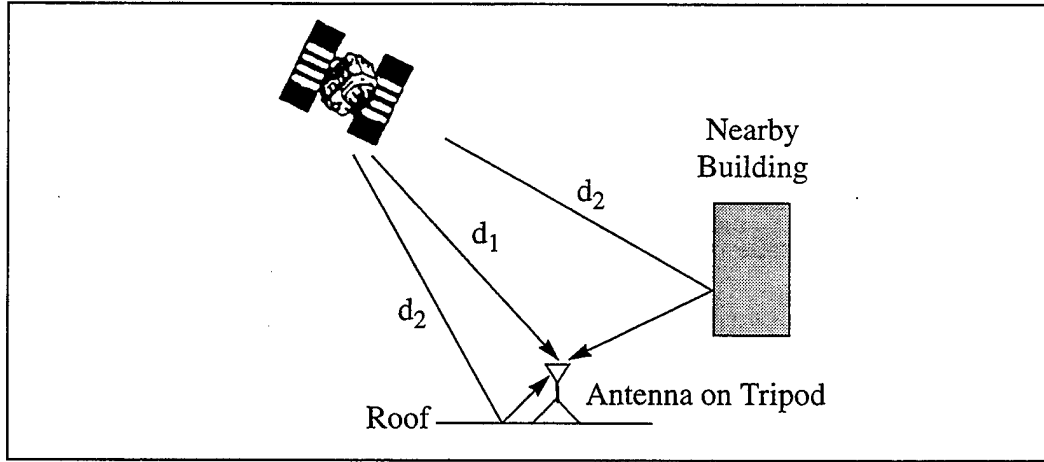 Nearby
Building
d2
d1
d2
Antenna on Tripod
Roof